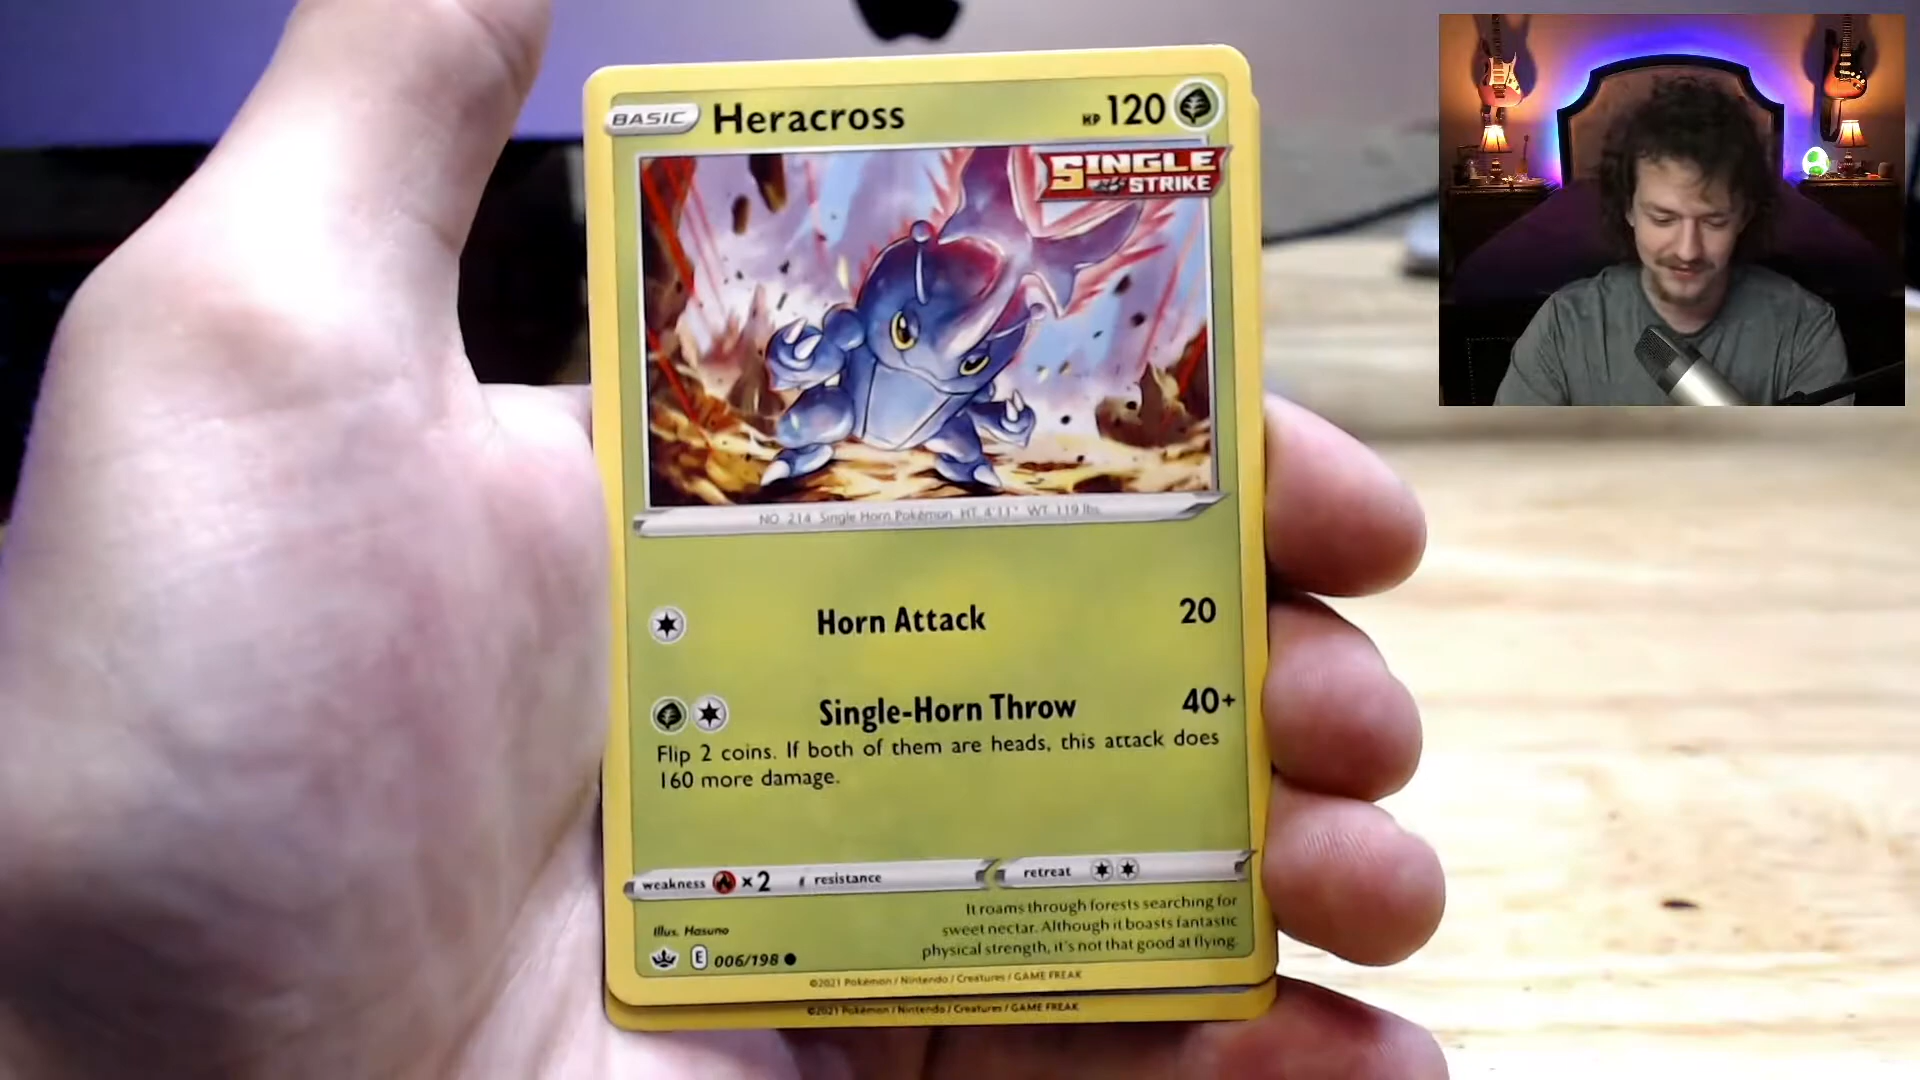 BASIC Heracross HP 120
SINGLE
STRIKE
NO. 214 Single Horn Pokémon HT: 4'11" WT: 119 lbs.
Horn Attack 20
Single-Horn Throw 40+
Flip 2 coins. If both of them are heads, this attack does
160 more damage.
weakness ×2 resistance retreat
It roams through forests searching for
sweet nectar. Although it boasts fantastic
physical strength, it's not that good at flying.
Illus. Hasuno
E 006/198
©2021 Pokémon / Nintendo / Creatures / GAME FREAK
©2021 Pokémon / Nintendo / Creatures / GAME FREAK